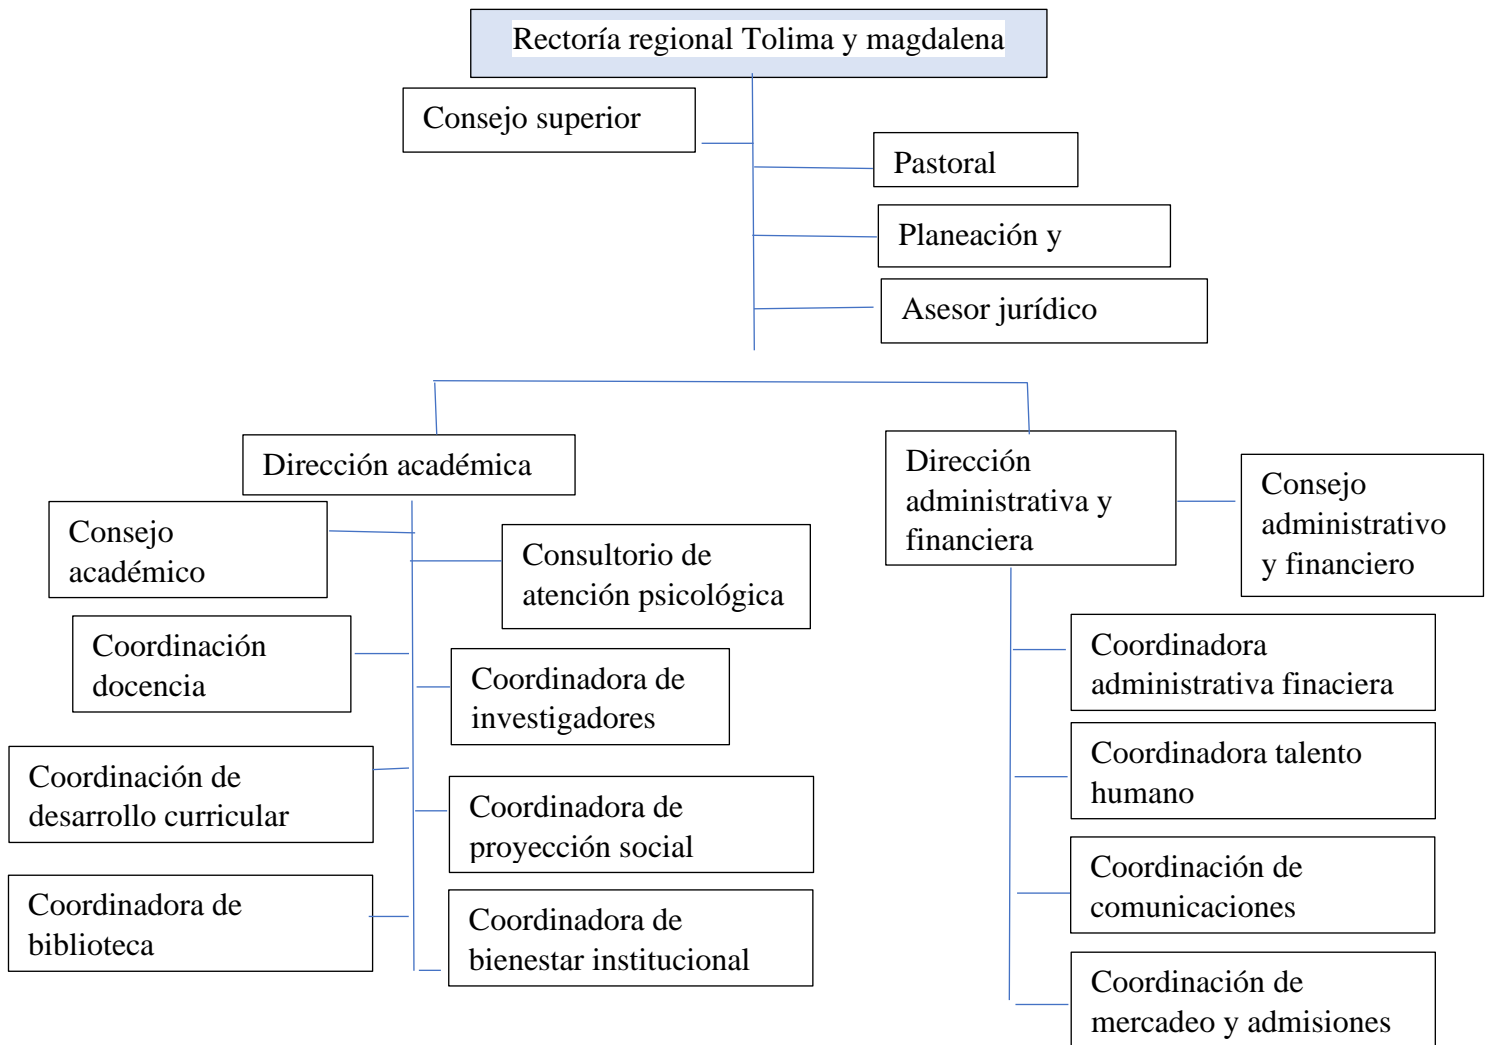 Rectoría regional Tolima y magdalena
Consejo superior
Pastoral
Planeación y
Asesor jurídico
Dirección académica
Dirección
administrativa y
financiera
Consejo
administrativo
y financiero
Consejo
académico
Consultorio de
atención psicológica
Coordinación
docencia
Coordinadora de
investigadores
Coordinación de
desarrollo curricular
Coordinadora de
proyección social
Coordinadora de
biblioteca
Coordinadora de
bienestar institucional
Coordinadora
administrativa finaciera
Coordinadora talento
humano
Coordinación de
comunicaciones
Coordinación de
mercadeo y admisiones